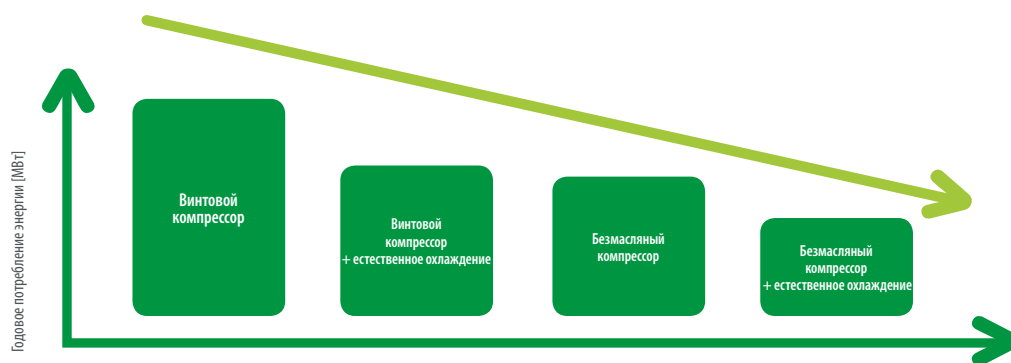 Годовое потребление энергии [МВт]
Винтовой
компрессор
Винтовой
компрессор
+ естественное охлаждение
Безмасляный
компрессор
Безмасляный
компрессор
+ естественное охлаждение